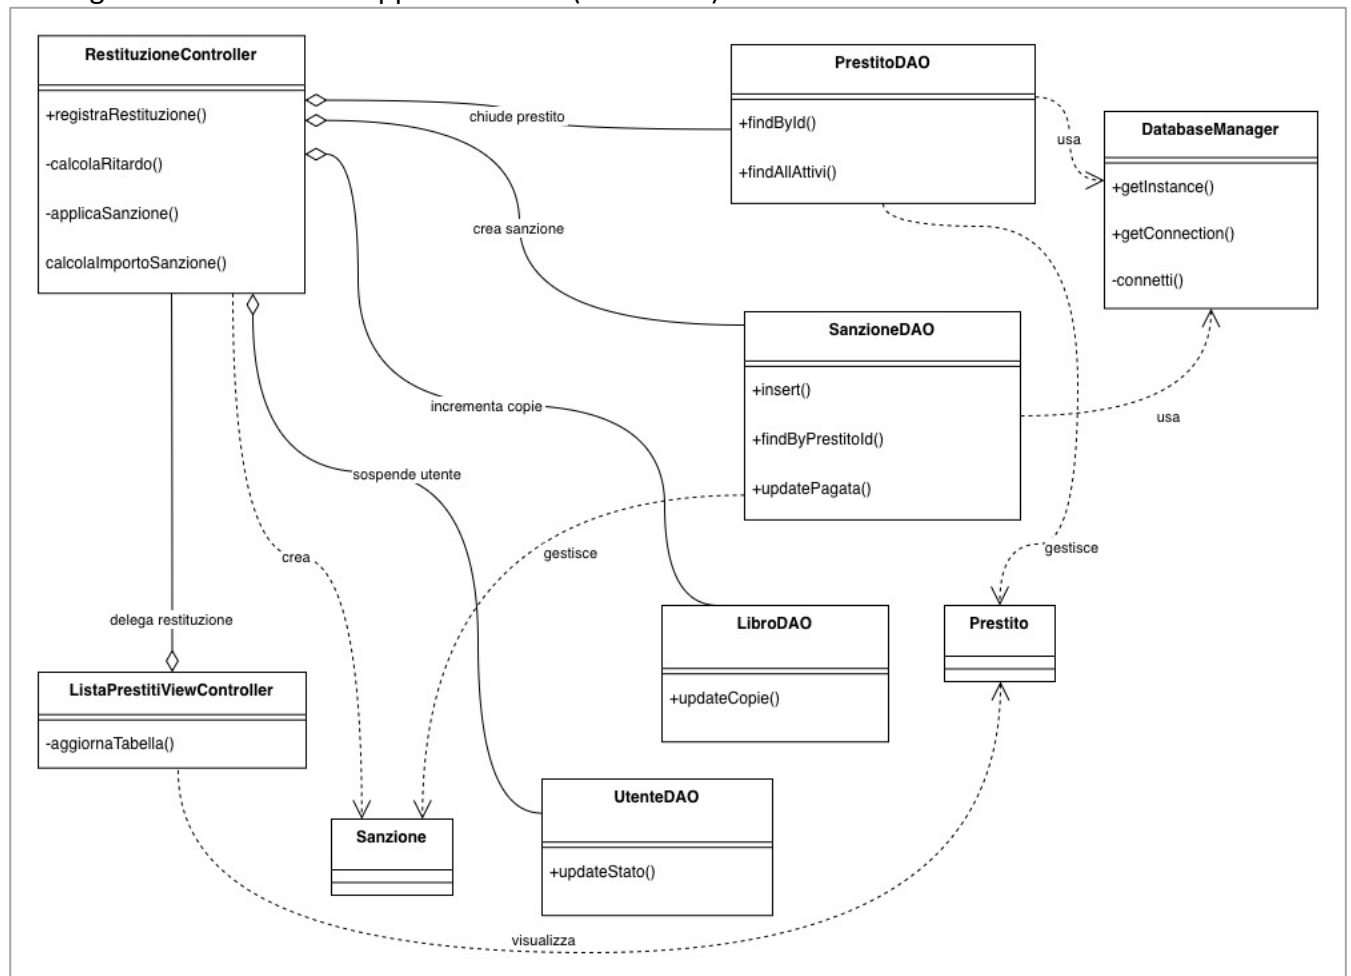 RestituzioneController
+registraRestituzione()
-calcolaRitardo()
-applicaSanzione()
calcolaImportoSanzione()
PrestitoDAO
+findById()
+findAllAttivi()
DatabaseManager
+getInstance()
+getConnection()
-connetti()
chiude prestito
usa
crea sanzione
SanzioneDAO
+insert()
+findByPrestitoId()
+updatePagata()
usa
incrementa copie
sospende utente
crea
gestisce
gestisce
delega restituzione
LibroDAO
+updateCopie()
Prestito
ListaPrestitiViewController
-aggiornaTabella()
UtenteDAO
+updateStato()
Sanzione
visualizza